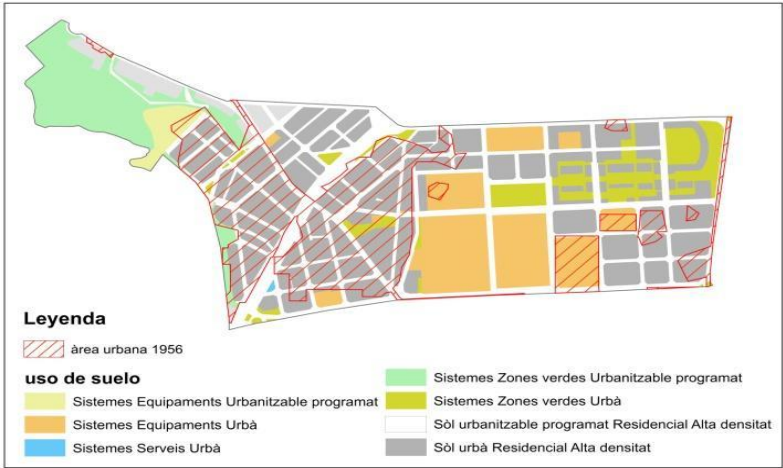 Leyenda
àrea urbana 1956
uso de suelo
Sistemes Equipaments Urbanitzable programat
Sistemes Equipaments Urbà
Sistemes Serveis Urbà
Sistemes Zones verdes Urbanitzable programat
Sistemes Zones verdes Urbà
Sòl urbanitzable programat Residencial Alta densitat
Sòl urbà Residencial Alta densitat